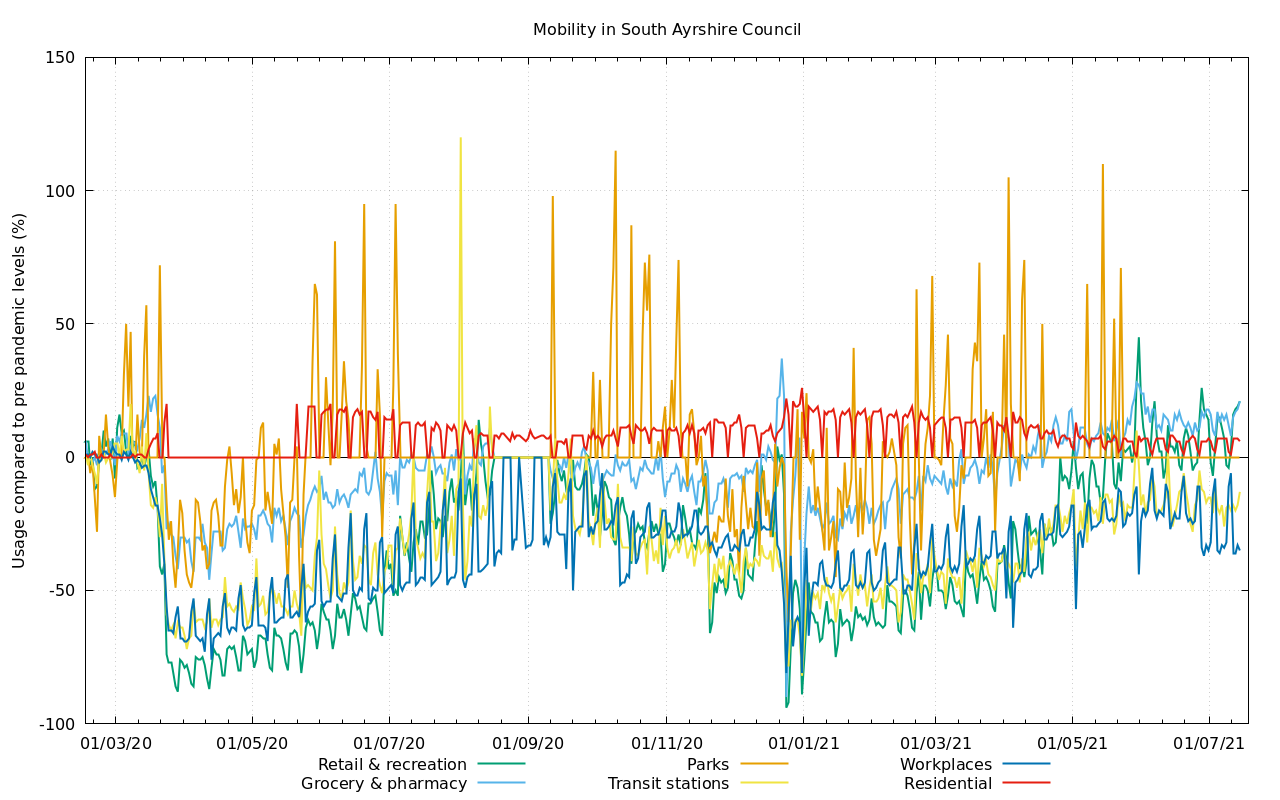 Mobility in South Ayrshire Council
Usage compared to pre pandemic levels (%)
150
100
50
0
-50
-100
01/03/20 01/05/20 01/07/20 01/09/20 01/11/20 01/01/21 01/03/21 01/05/21 01/07/21
Retail & recreation Parks Workplaces
Grocery & pharmacy Transit stations Residential